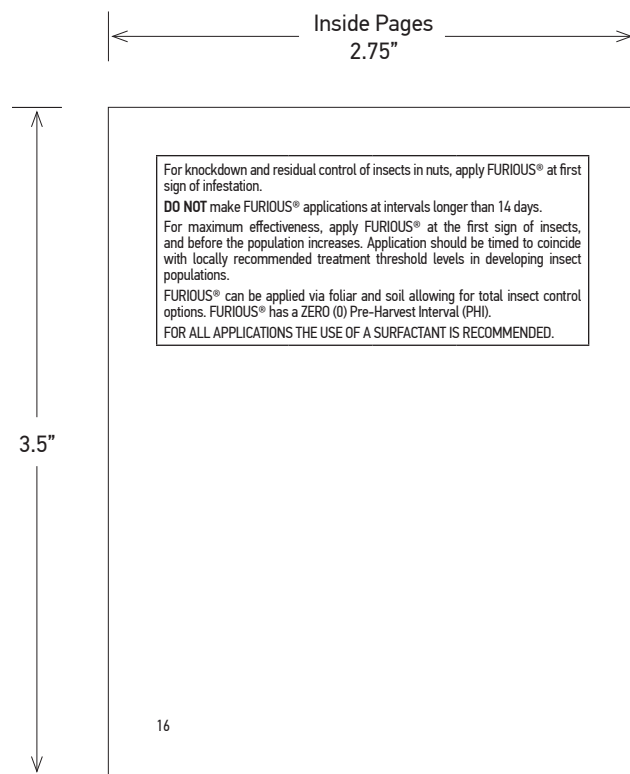 Inside Pages
2.75”
For knockdown and residual control of insects in nuts, apply FURIOUS® at first
sign of infestation.
DO NOT make FURIOUS® applications at intervals longer than 14 days.
For maximum effectiveness, apply FURIOUS® at the first sign of insects,
and before the population increases. Application should be timed to coincide
with locally recommended treatment threshold levels in developing insect
populations.
FURIOUS® can be applied via foliar and soil allowing for total insect control
options. FURIOUS® has a ZERO (0) Pre-Harvest Interval (PHI).
FOR ALL APPLICATIONS THE USE OF A SURFACTANT IS RECOMMENDED.
3.5”
16